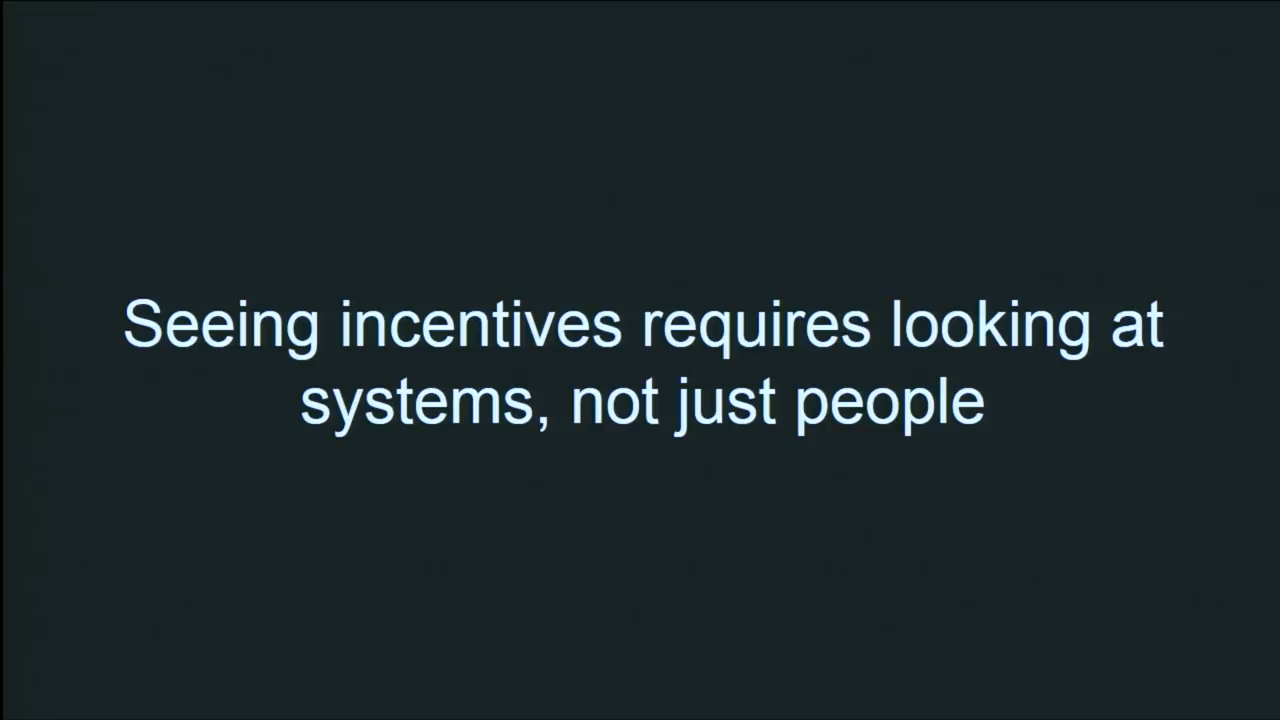 Seeing incentives requires looking at
systems, not just people